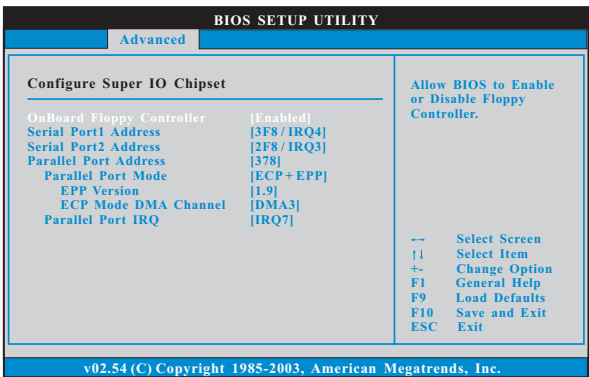 BIOS SETUP UTILITY
Advanced
Configure Super IO Chipset
OnBoard Floppy Controller [Enabled]
Serial Port1 Address [3F8 / IRQ4]
Serial Port2 Address [2F8 / IRQ3]
Parallel Port Address [378]
Parallel Port Mode [ECP + EPP]
EPP Version [1.9]
ECP Mode DMA Channel [DMA3]
Parallel Port IRQ [IRQ7]
Allow BIOS to Enable
or Disable Floppy
Controller.
←→ Select Screen
↑↓ Select Item
+- Change Option
F1 General Help
F9 Load Defaults
F10 Save and Exit
ESC Exit
v02.54 (C) Copyright 1985-2003, American Megatrends, Inc.